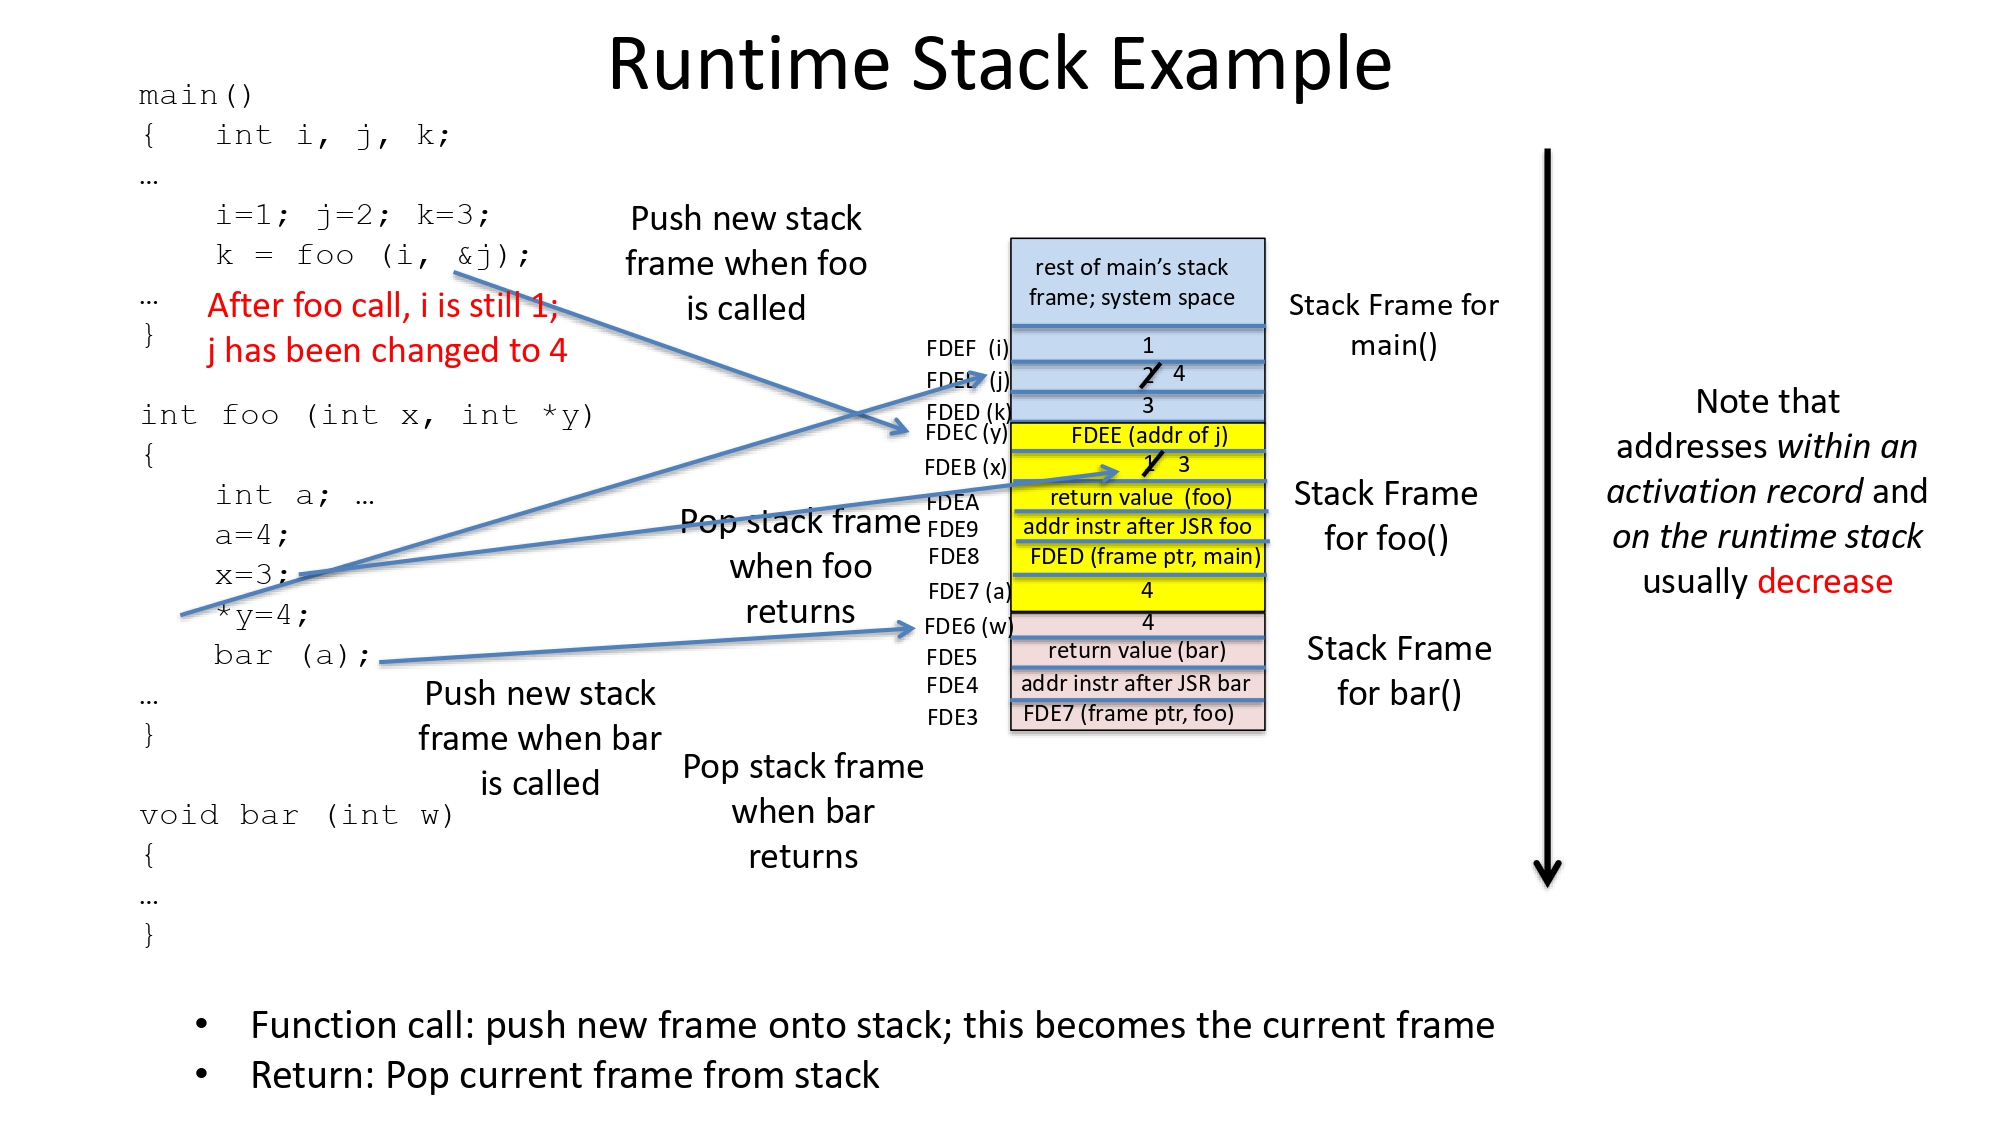 Runtime Stack Example
main()
{ int i, j, k;
…
i=1; j=2; k=3;
k = foo (i, &j);
…
}
After foo call, i is still 1;
j has been changed to 4
int foo (int x, int *y)
{
int a; …
a=4;
x=3;
*y=4;
bar (a);
…
}
void bar (int w)
{
…
}
Push new stack
frame when foo
is called
Pop stack frame
when foo
returns
Push new stack
frame when bar
is called
Pop stack frame
when bar
returns
rest of main’s stack
frame; system space
FDEF (i) 1
FDEE (j) 2 4
FDED (k) 3
FDEC (y) FDEE (addr of j)
FDEB (x) 1 3
FDEA return value (foo)
FDE9 addr instr after JSR foo
FDE8 FDED (frame ptr, main)
FDE7 (a) 4
FDE6 (w) 4
FDE5 return value (bar)
FDE4 addr instr after JSR bar
FDE3 FDE7 (frame ptr, foo)
Stack Frame for
main()
Stack Frame
for foo()
Stack Frame
for bar()
Note that
addresses within an
activation record and
on the runtime stack
usually decrease
• Function call: push new frame onto stack; this becomes the current frame
• Return: Pop current frame from stack